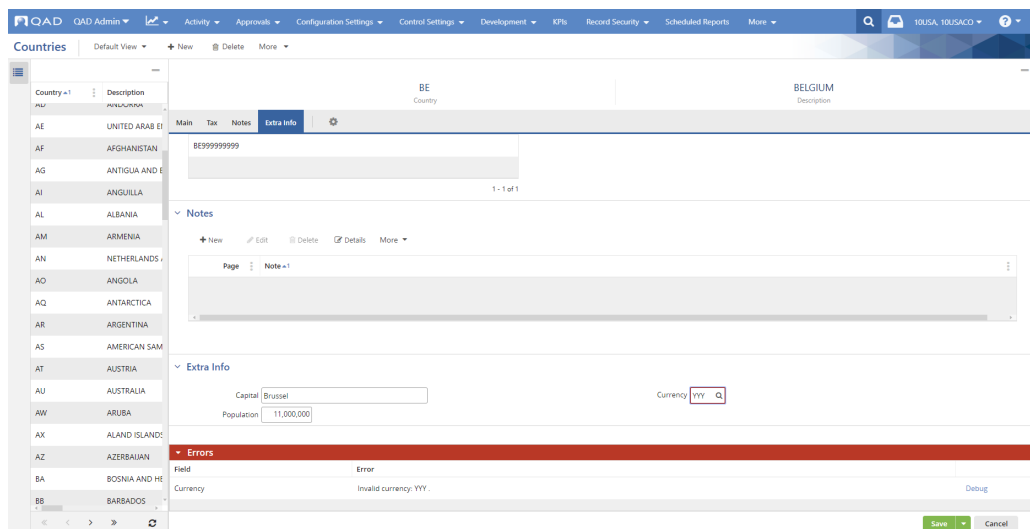 QAD QAD Admin Activity Approvals Configuration Settings Control Settings Development KPIs Record Security Scheduled Reports More 10USA, 10USACO ?
Countries Default View + New Delete More
Country 1 Description
AD ANDORRA
AE UNITED ARAB EI
AF AFGHANISTAN
AG ANTIGUA AND E
AI ANGUILLA
AL ALBANIA
AM ARMENIA
AN NETHERLANDS
AO ANGOLA
AQ ANTARCTICA
AR ARGENTINA
AS AMERICAN SAM
AT AUSTRIA
AU AUSTRALIA
AW ARUBA
AX ALAND ISLANDS
AZ AZERBAIJAN
BA BOSNIA AND HE
BB BARBADOS
BE
Country
BELGIUM
Description
Main Tax Notes Extra Info
BE999999999
1 - 1 of 1
Notes
+ New Edit Delete Details More
Page Note 1
Extra Info
Capital Brussel
Currency YYY
Population 11,000,000
Errors
Field Error
Currency Invalid currency: YYY . Debug
Save Cancel